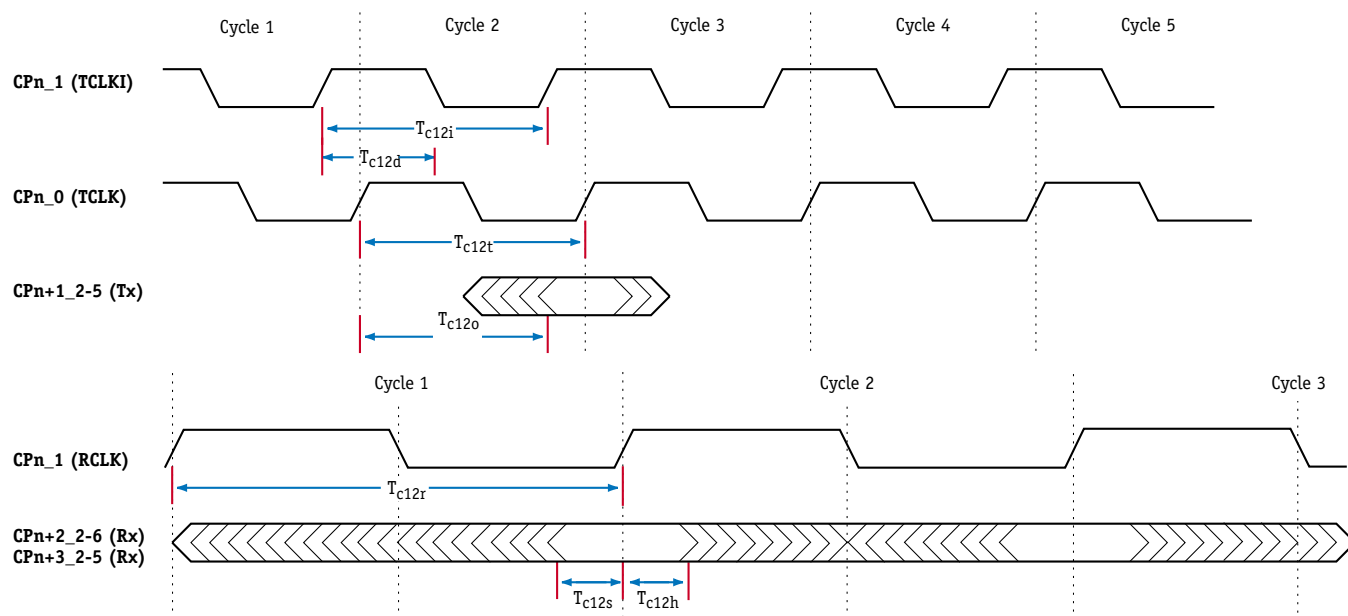 Cycle 1 Cycle 2 Cycle 3 Cycle 4 Cycle 5
CPn_1 (TCLKI)
Tc12i
Tc12d
CPn_0 (TCLK)
Tc12t
CPn+1_2-5 (Tx)
Tc12o
Cycle 1 Cycle 2 Cycle 3
CPn_1 (RCLK)
Tc12r
CPn+2_2-6 (Rx)
CPn+3_2-5 (Rx)
Tc12s Tc12h